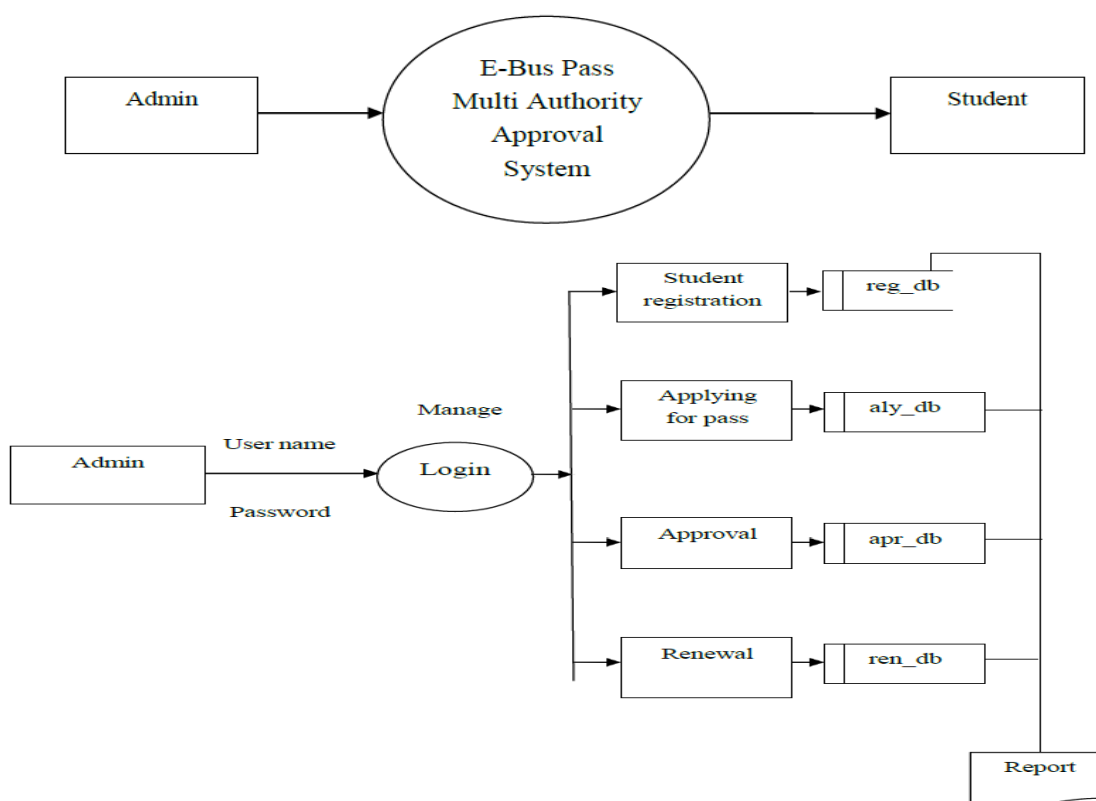 Admin
E-Bus Pass
Multi Authority
Approval
System
Student
Student
registration
reg_db
Applying
for pass
aly_db
Manage
User name
Admin
Login
Password
Approval
apr_db
Renewal
ren_db
Report